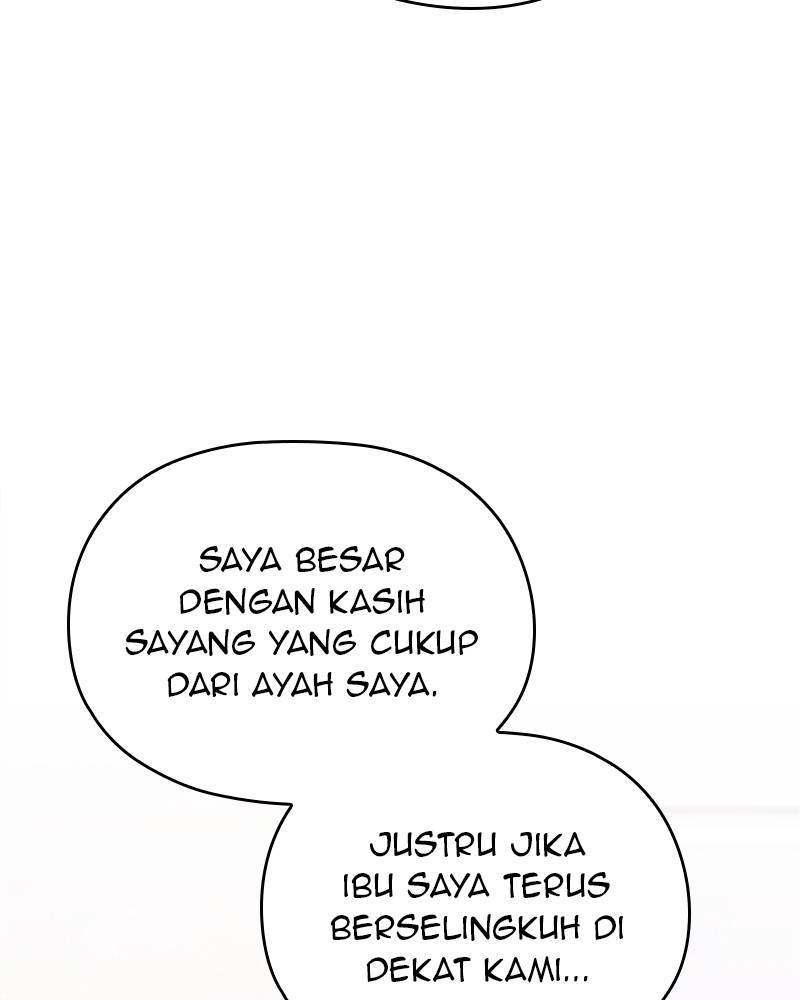 SAYA BESAR
DENGAN KASIH
SAYANG YANG CUKUP
DARI AYAH SAYA.
JUSTRU JIKA
IBU SAYA TERUS
BERSELINGKUH DI
DEKAT KAMI...